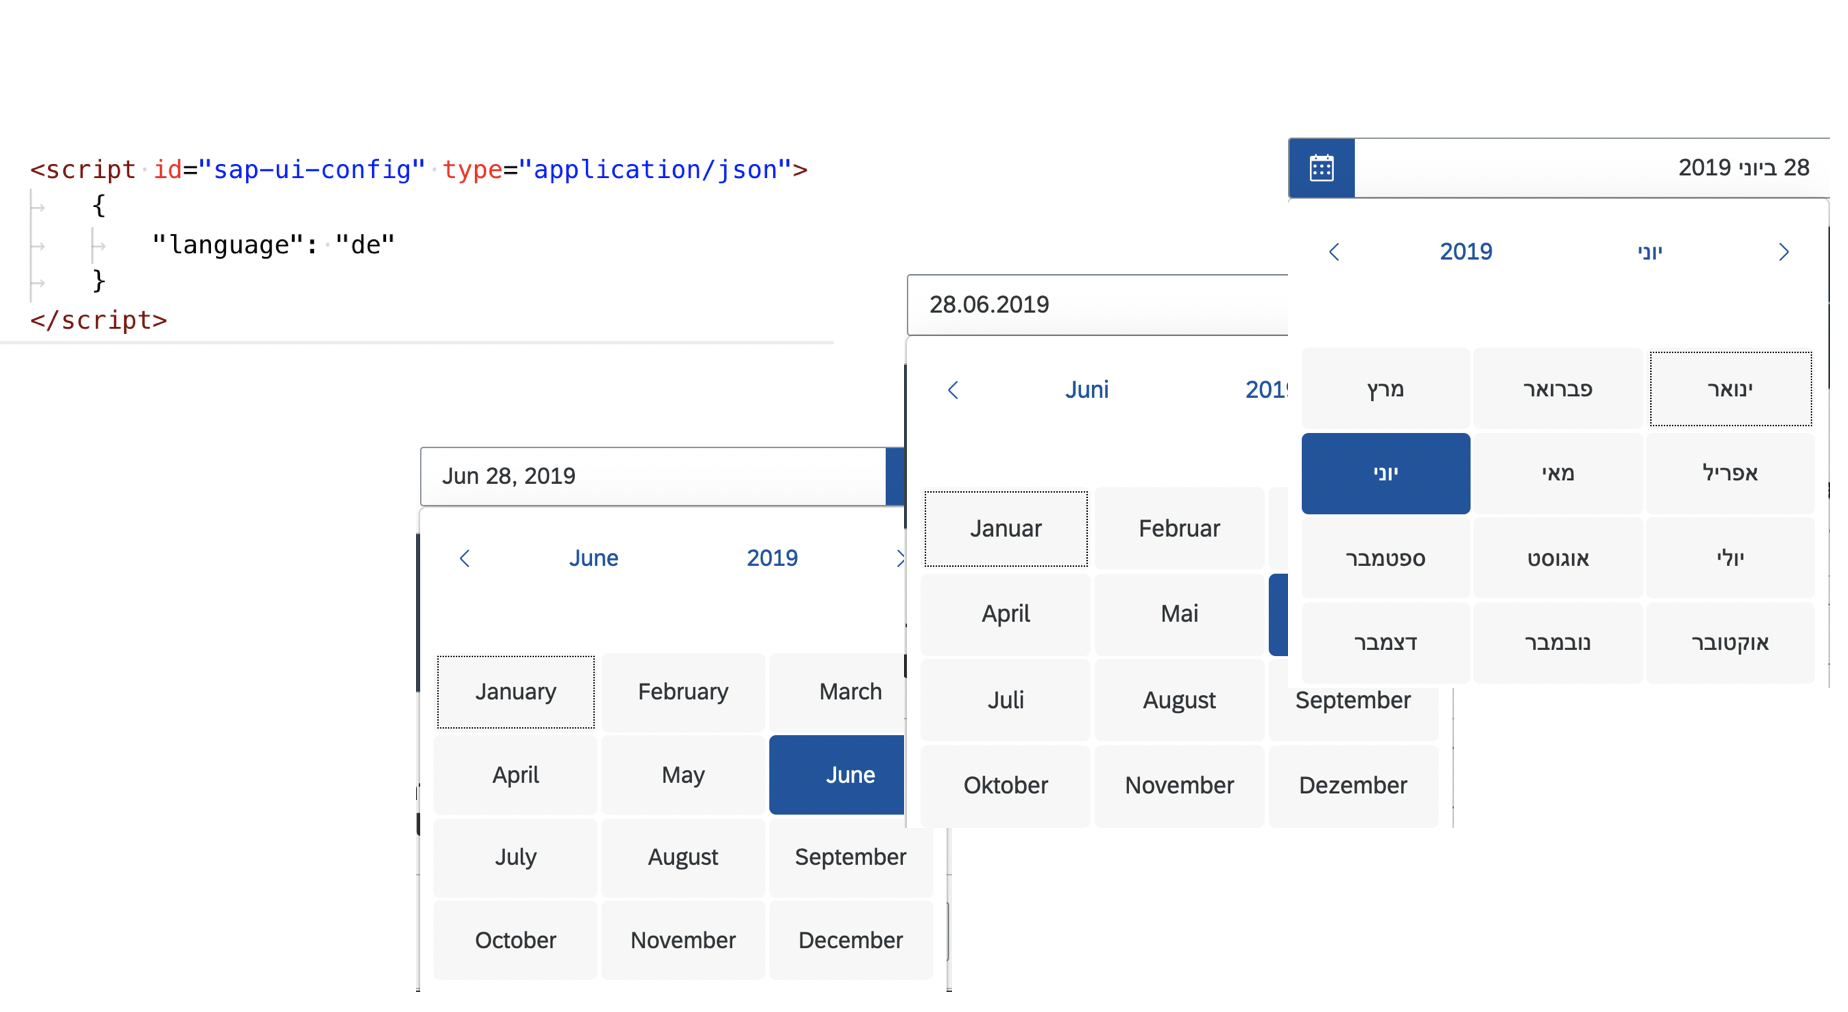 <script id="sap-ui-config" type="application/json">
{
"language": "de"
}
</script>
Jun 28, 2019
June 2019
January February March
April May June
July August September
October November December
28.06.2019
Juni 2019
Januar Februar
April Mai
Juli August September
Oktober November Dezember
28 ביוני 2019
2019 יוני
ינואר פברואר מרץ
אפריל מאי יוני
יולי אוגוסט ספטמבר
אוקטובר נובמבר דצמבר